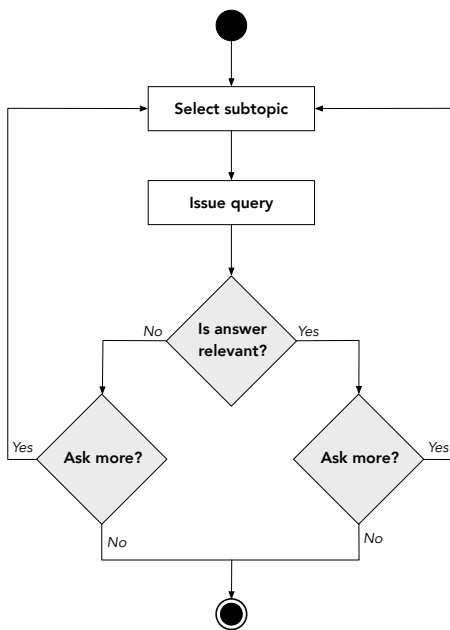 Select subtopic
Issue query
Is answer
relevant?
No
Yes
Ask more?
Yes
No
Ask more?
Yes
No